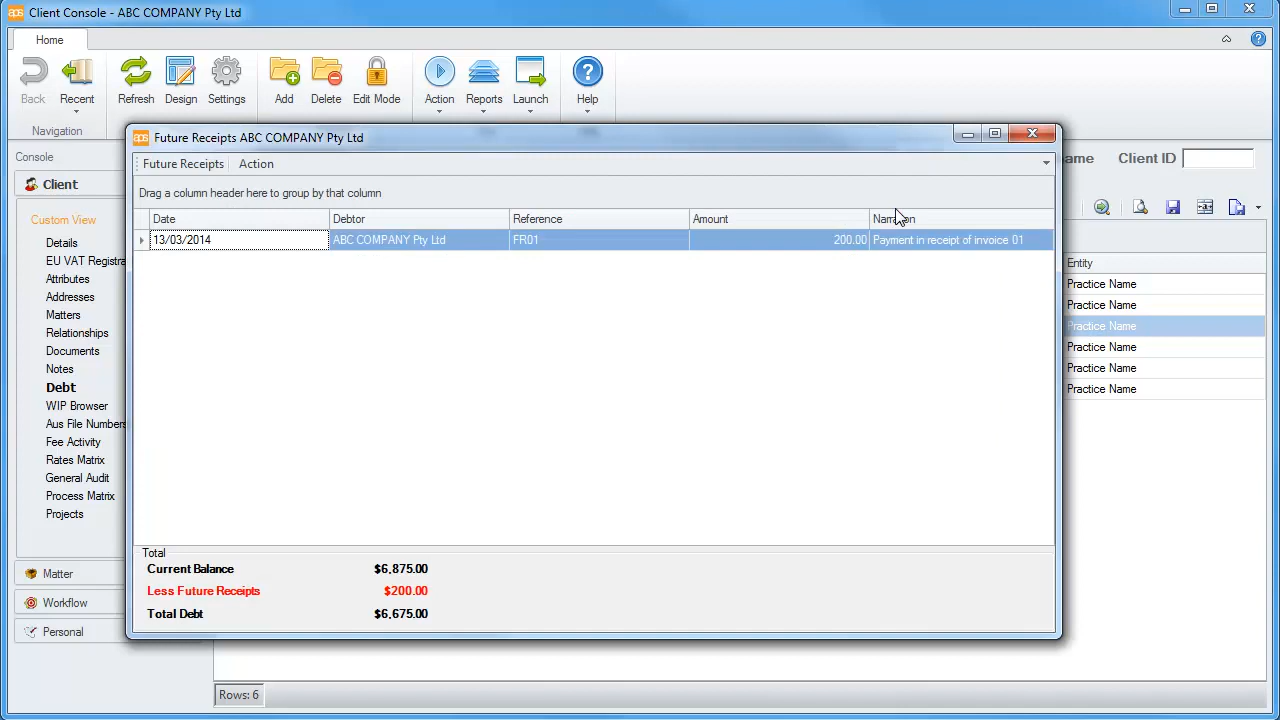 aps Client Console - ABC COMPANY Pty Ltd
Home
Back Recent Refresh Design Settings Add Delete Edit Mode Action Reports Launch Help
Navigation
Future Receipts ABC COMPANY Pty Ltd
Console
Client
Custom View
Details
EU VAT Registra
Attributes
Addresses
Matters
Relationships
Documents
Notes
Debt
WIP Browser
Aus File Numbers
Fee Activity
Rates Matrix
General Audit
Process Matrix
Projects
Matter
Workflow
Personal
aps
Future Receipts Action
Drag a column header here to group by that column
Date Debtor Reference Amount
13/03/2014 ABC COMPANY Pty Ltd FR01 200.00 Payment in receipt of invoice 01
Total
Current Balance $6,875.00
Less Future Receipts $200.00
Total Debt $6,675.00
ame Client ID
Entity
Practice Name
Practice Name
Practice Name
Practice Name
Practice Name
Practice Name
Rows: 6